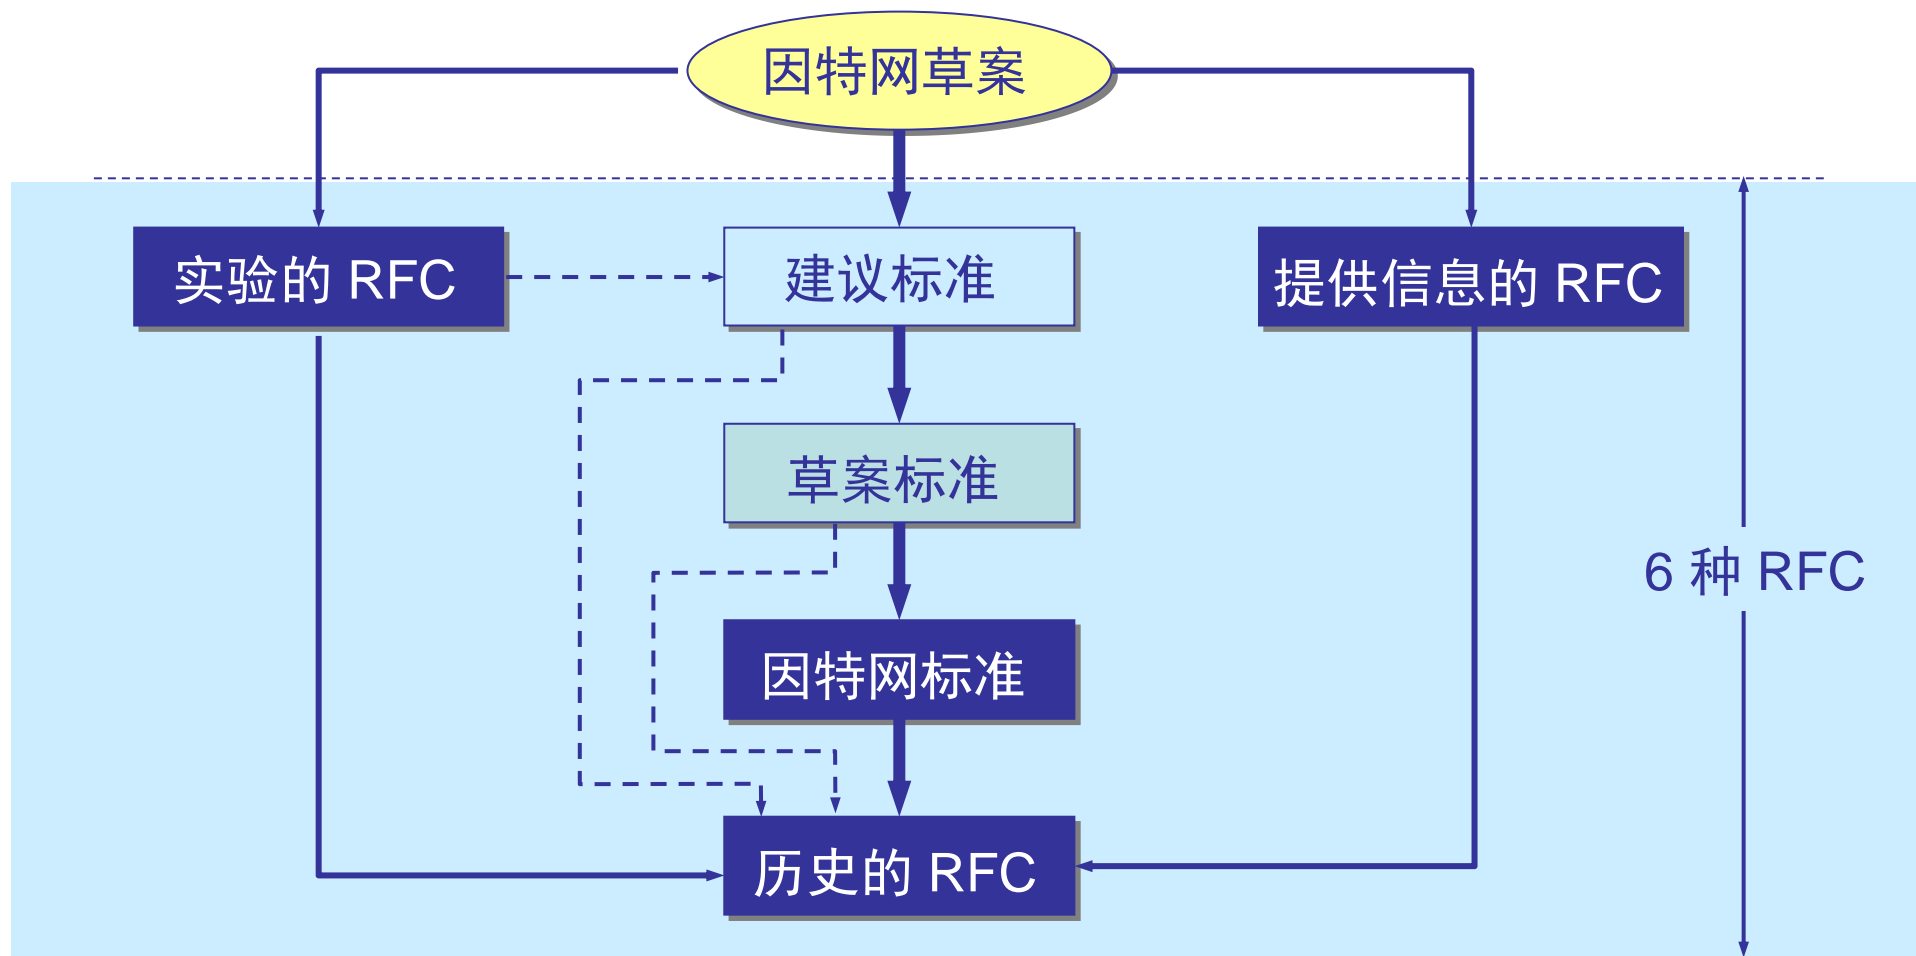 因特网草案
实验的 RFC
建议标准
提供信息的 RFC
草案标准
6 种 RFC
因特网标准
历史的 RFC